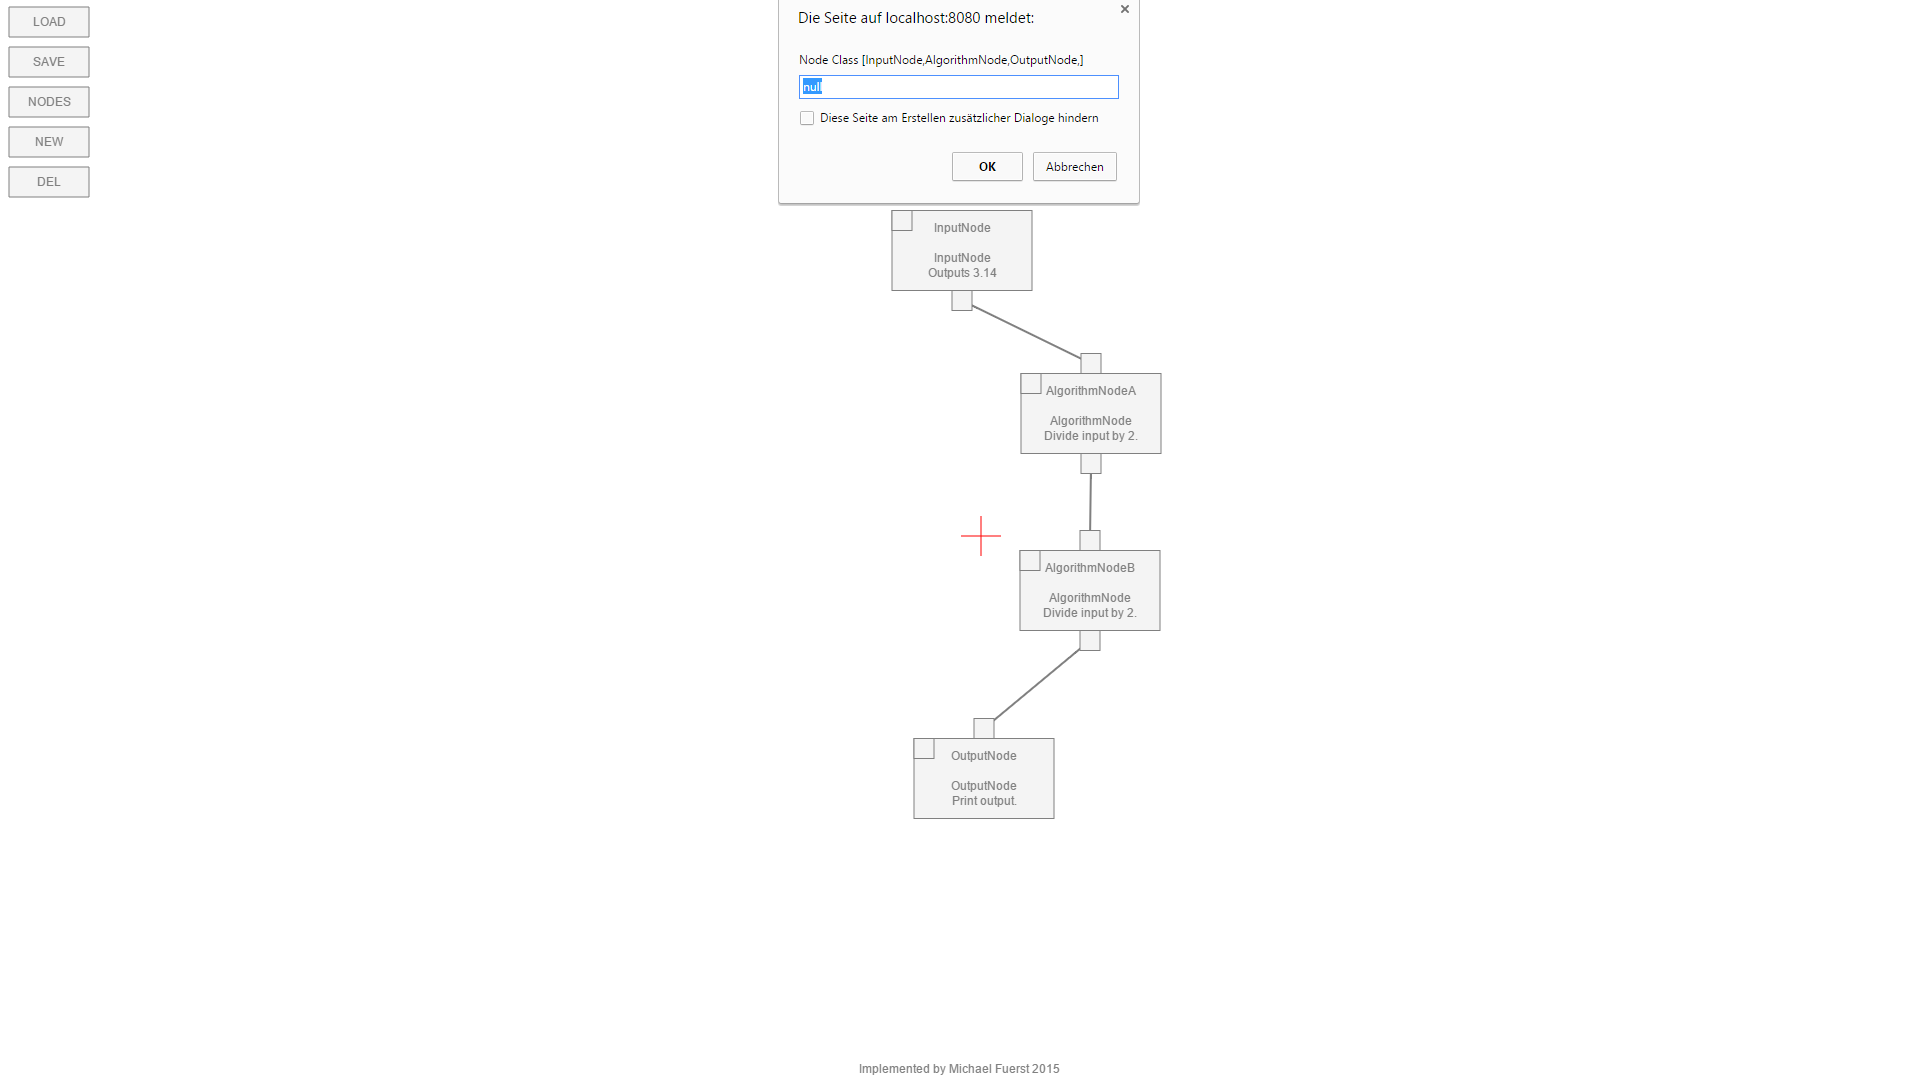 LOAD
SAVE
NODES
NEW
DEL
Die Seite auf localhost:8080 meldet:
Node Class [InputNode,AlgorithmNode,OutputNode,]
null
Diese Seite am Erstellen zusätzlicher Dialoge hindern
OK
Abbrechen
InputNode
InputNode
Outputs 3.14
AlgorithmNodeA
AlgorithmNode
Divide input by 2.
AlgorithmNodeB
AlgorithmNode
Divide input by 2.
OutputNode
OutputNode
Print output.
Implemented by Michael Fuerst 2015